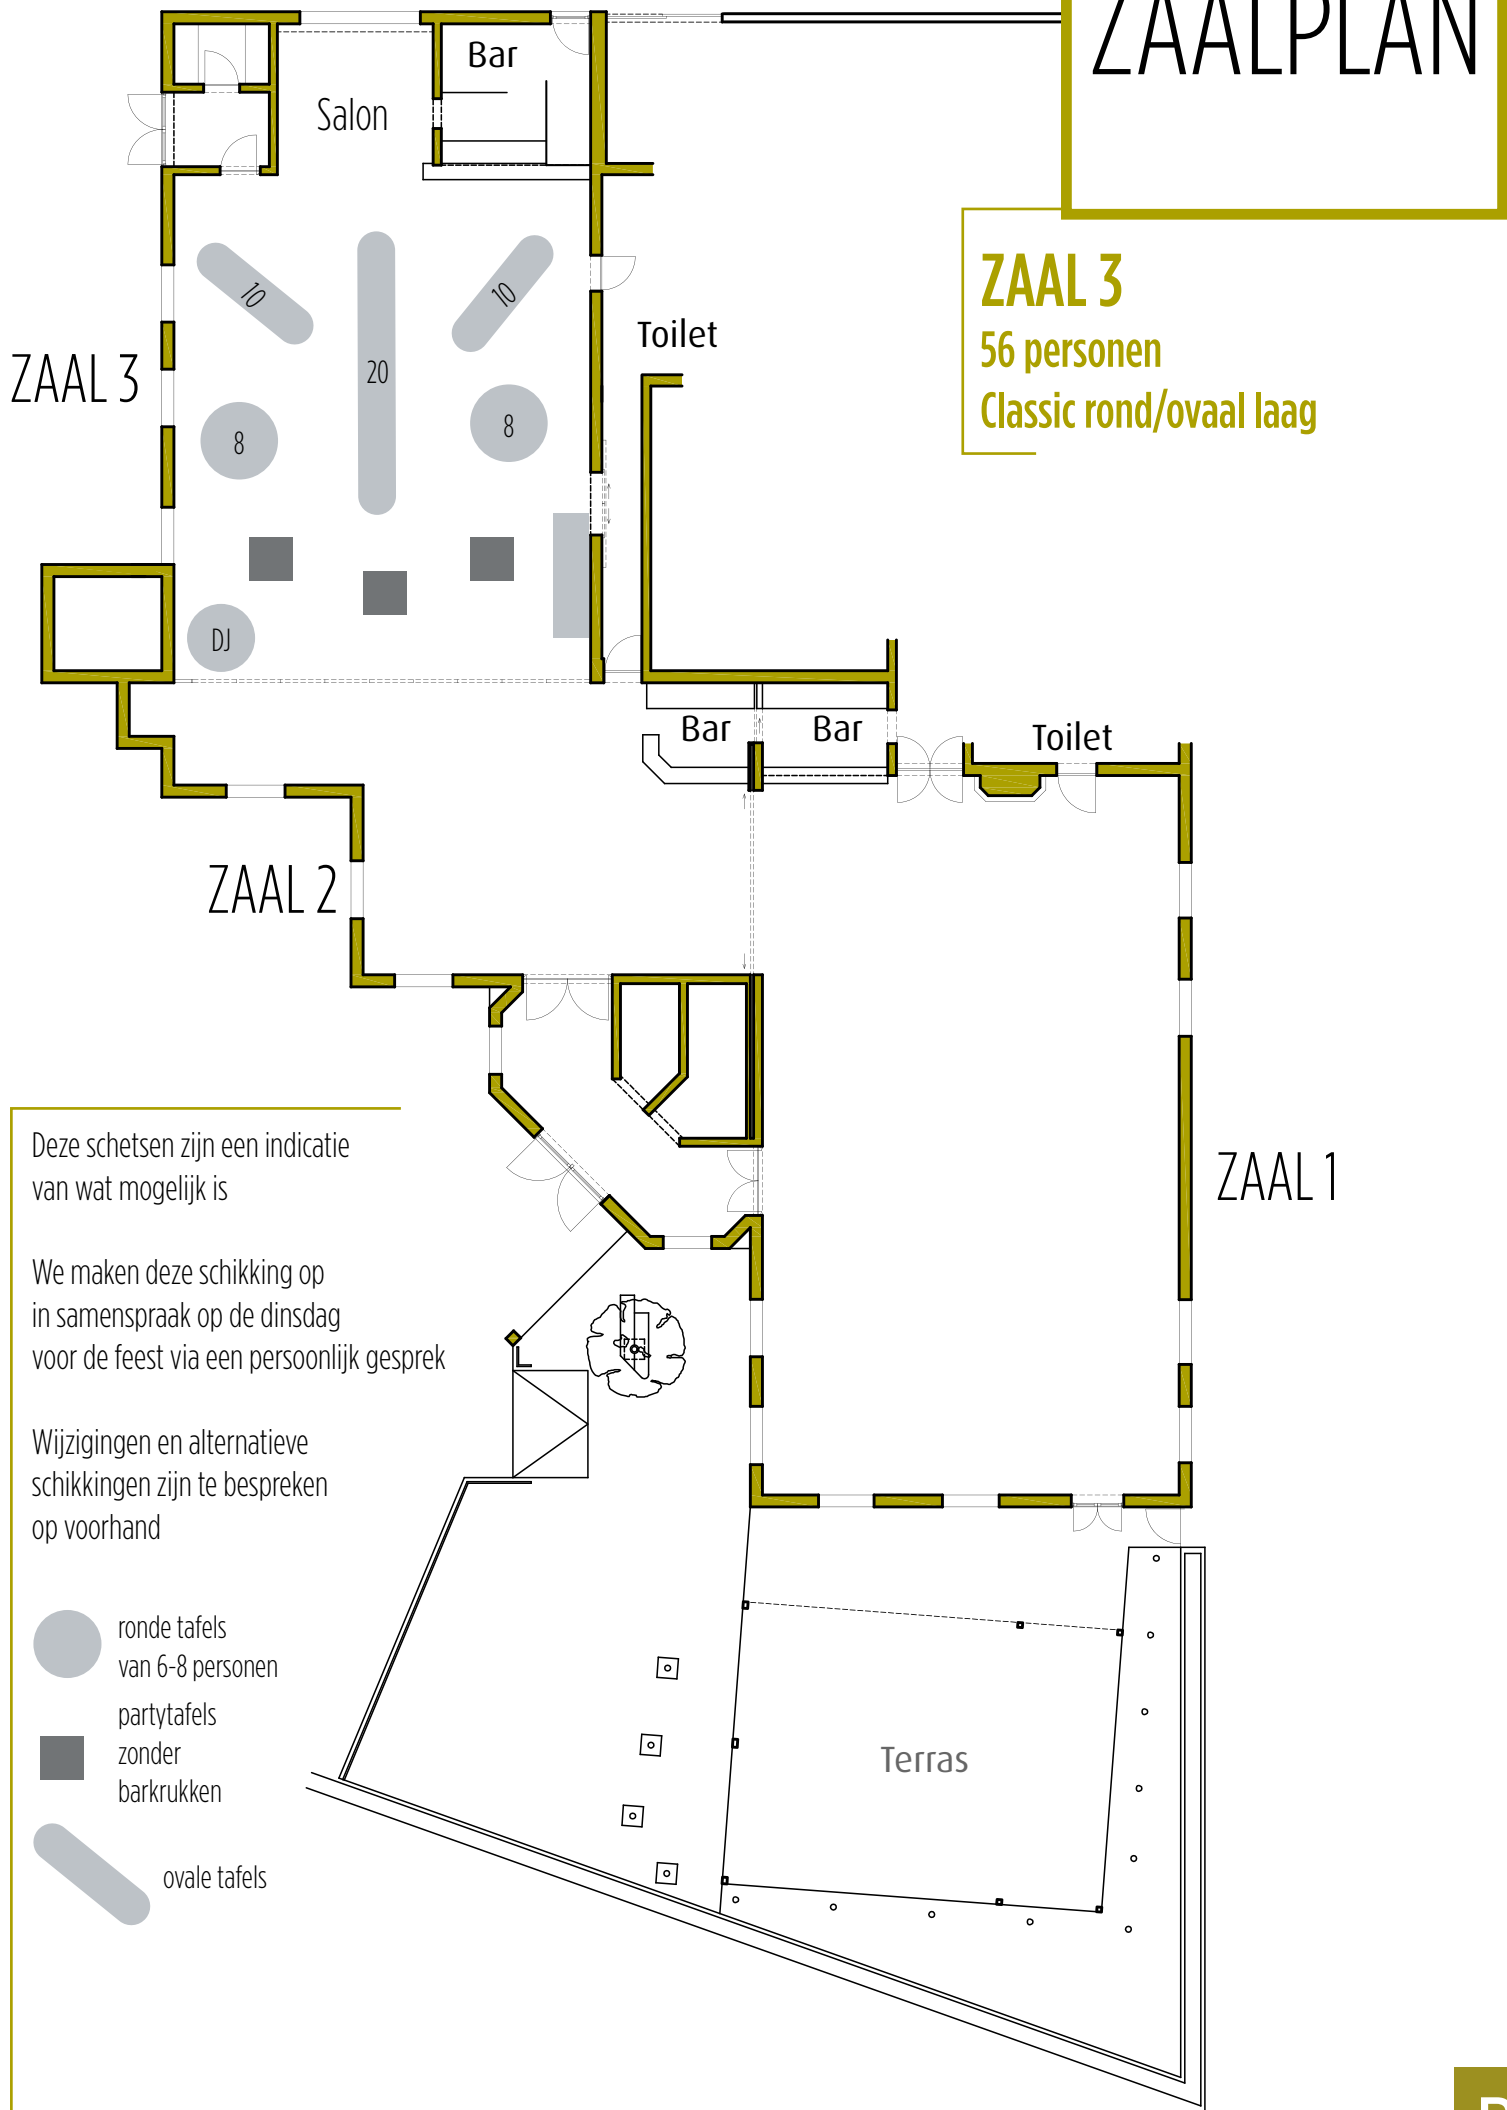 ZAALPLAN
Bar
Salon
ZAAL 3
56 personen
Classic rond/ovaal laag
10
10
20
Toilet
ZAAL 3
8
8
DJ
Bar
Bar
Toilet
ZAAL 2
ZAAL 1
Deze schetsen zijn een indicatie
van wat mogelijk is
We maken deze schikking op
in samenspraak op de dinsdag
voor de feest via een persoonlijk gesprek
Wijzigingen en alternatieve
schikkingen zijn te bespreken
op voorhand
ronde tafels
van 6-8 personen
partytafels
zonder
barkrukken
ovale tafels
Terras